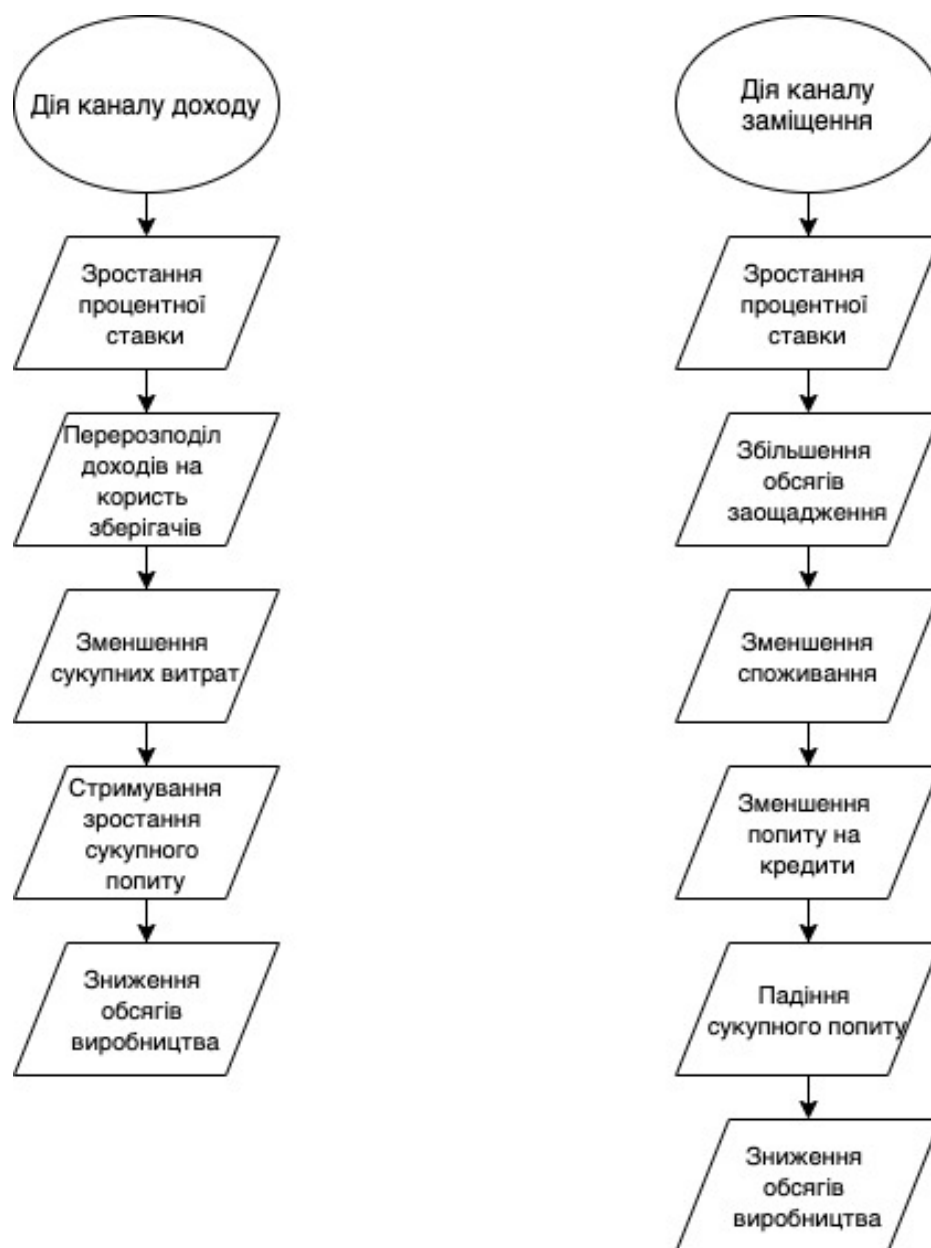 Дія каналу доходу
Зростання
процентної
ставки
Перерозподіл
доходів на
користь
зберігачів
Зменшення
сукупних витрат
Стримування
зростання
сукупного
попиту
Зниження
обсягів
виробництва
Дія каналу
заміщення
Зростання
процентної
ставки
Збільшення
обсягів
заощадження
Зменшення
споживання
Зменшення
попиту на
кредити
Падіння
сукупного попиту
Зниження
обсягів
виробництва